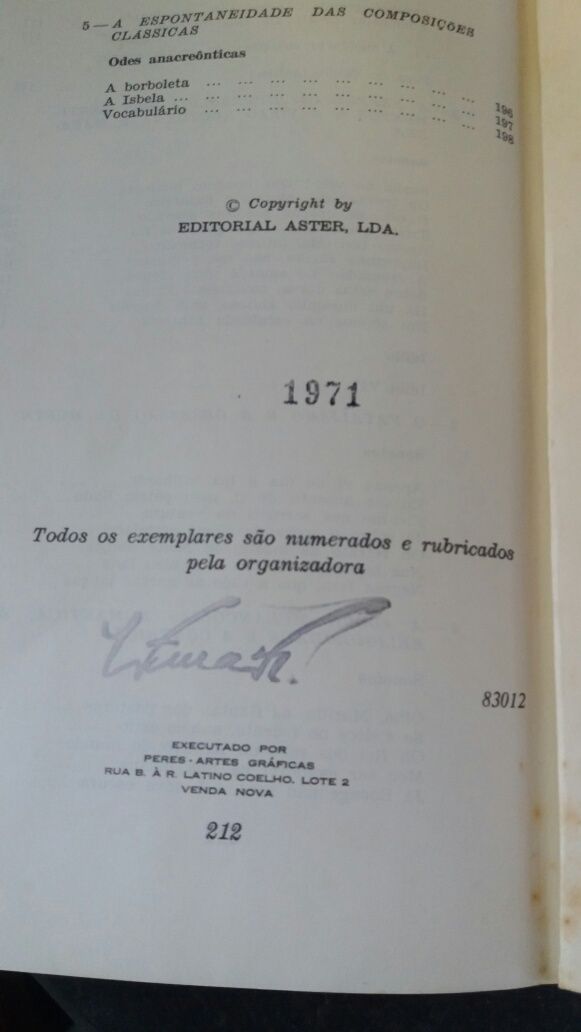 5 — A ESPONTANEIDADE DAS COMPOSIÇÕES
CLÁSSICAS
Odes anacreônticas
A borboleta ... ... ... ... ... ... ... ... ... 196
A Isbela ... ... ... ... ... ... ... ... ... ... 197
Vocabulário ... ... ... ... ... ... ... ... ... 198
© Copyright by
EDITORIAL ASTER, LDA.
1971
Todos os exemplares são numerados e rubricados
pela organizadora
83012
EXECUTADO POR
PERES - ARTES GRÁFICAS
RUA B. À R. LATINO COELHO. LOTE 2
VENDA NOVA
212